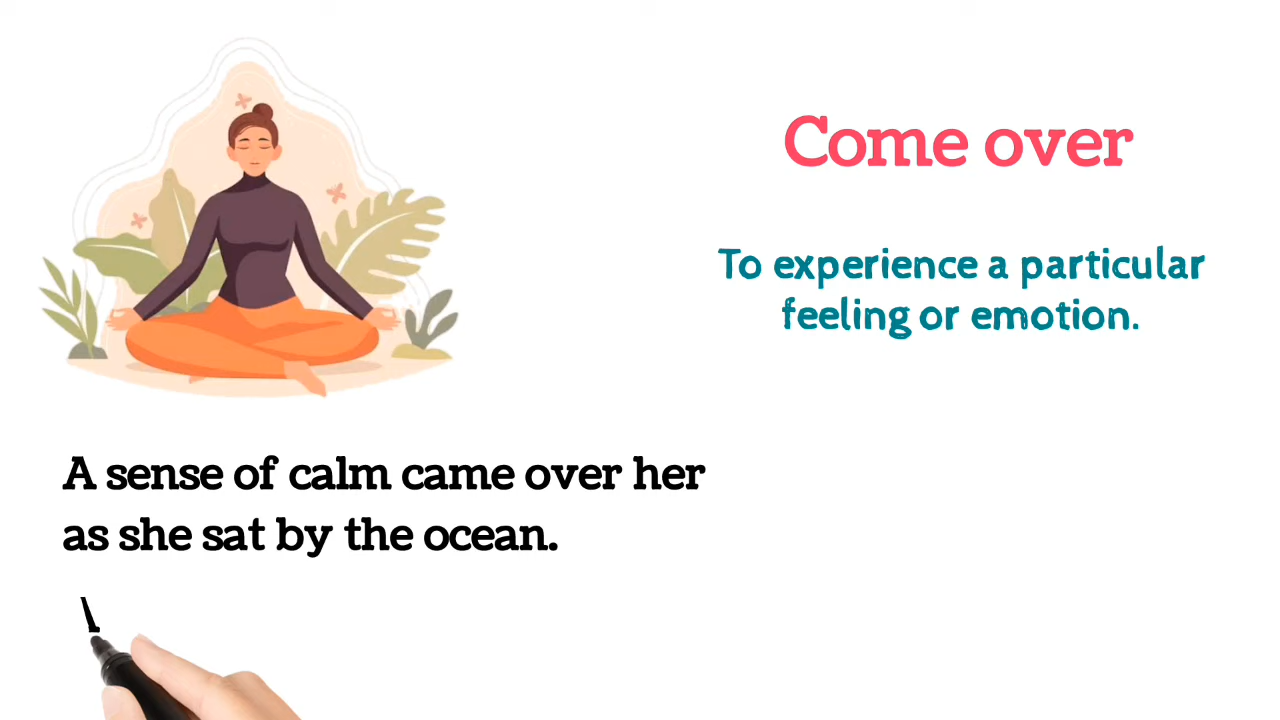 Come over
To experience a particular
feeling or emotion.
A sense of calm came over her
as she sat by the ocean.